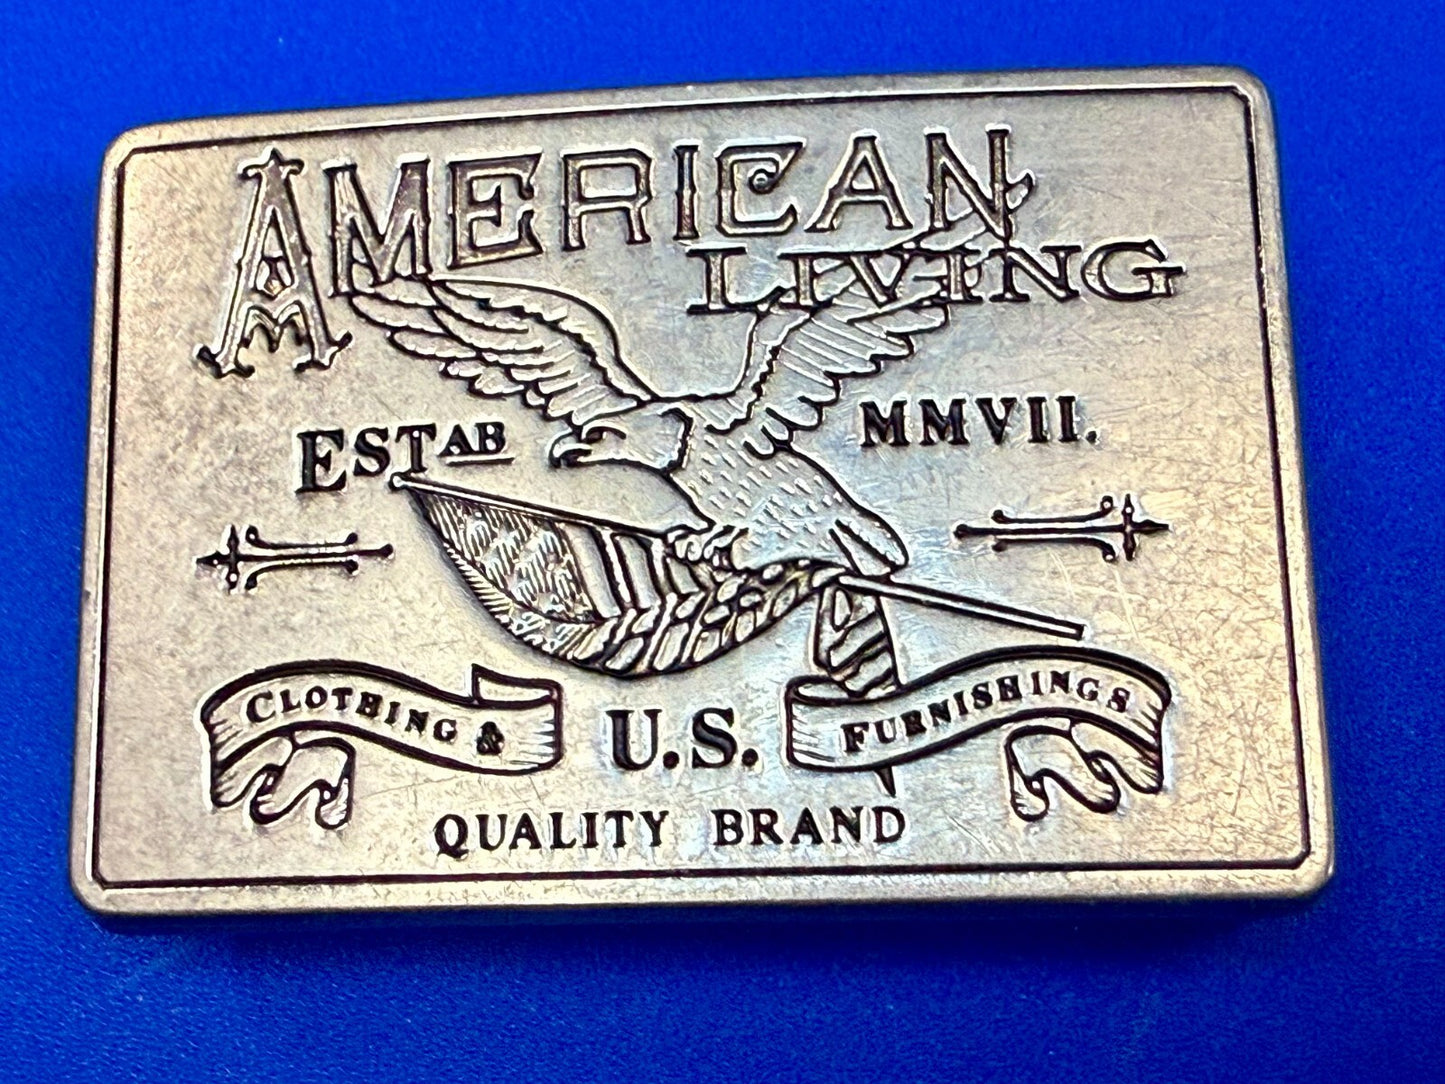 AMERICAN
LIVING
ESTAB MMVII.
CLOTHING & U.S. FURNISHINGS
QUALITY BRAND